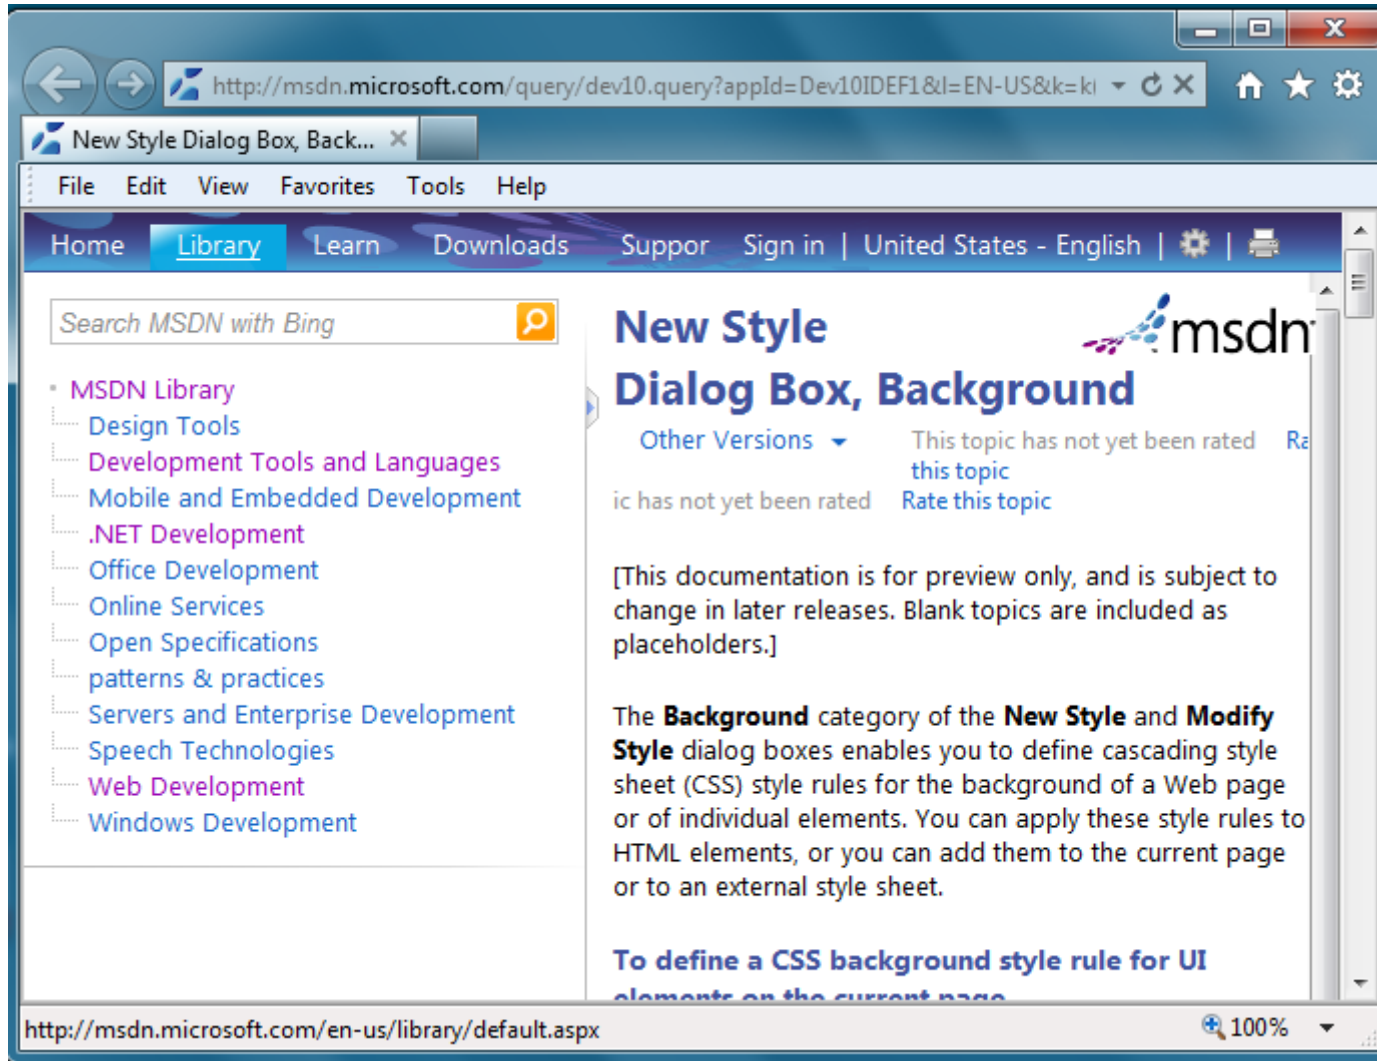 http://msdn.microsoft.com/query/dev10.query?appId=Dev10IDEF1&l=EN-US&k=k(
New Style Dialog Box, Back...
File Edit View Favorites Tools Help
Home Library Learn Downloads Suppor Sign in | United States - English |
Search MSDN with Bing
MSDN Library
Design Tools
Development Tools and Languages
Mobile and Embedded Development
.NET Development
Office Development
Online Services
Open Specifications
patterns & practices
Servers and Enterprise Development
Speech Technologies
Web Development
Windows Development
msdn
New Style
Dialog Box, Background
Other Versions This topic has not yet been rated Ra
this topic
ic has not yet been rated Rate this topic
[This documentation is for preview only, and is subject to
change in later releases. Blank topics are included as
placeholders.]
The Background category of the New Style and Modify
Style dialog boxes enables you to define cascading style
sheet (CSS) style rules for the background of a Web page
or of individual elements. You can apply these style rules to
HTML elements, or you can add them to the current page
or to an external style sheet.
To define a CSS background style rule for UI
elements on the current page
http://msdn.microsoft.com/en-us/library/default.aspx
100%